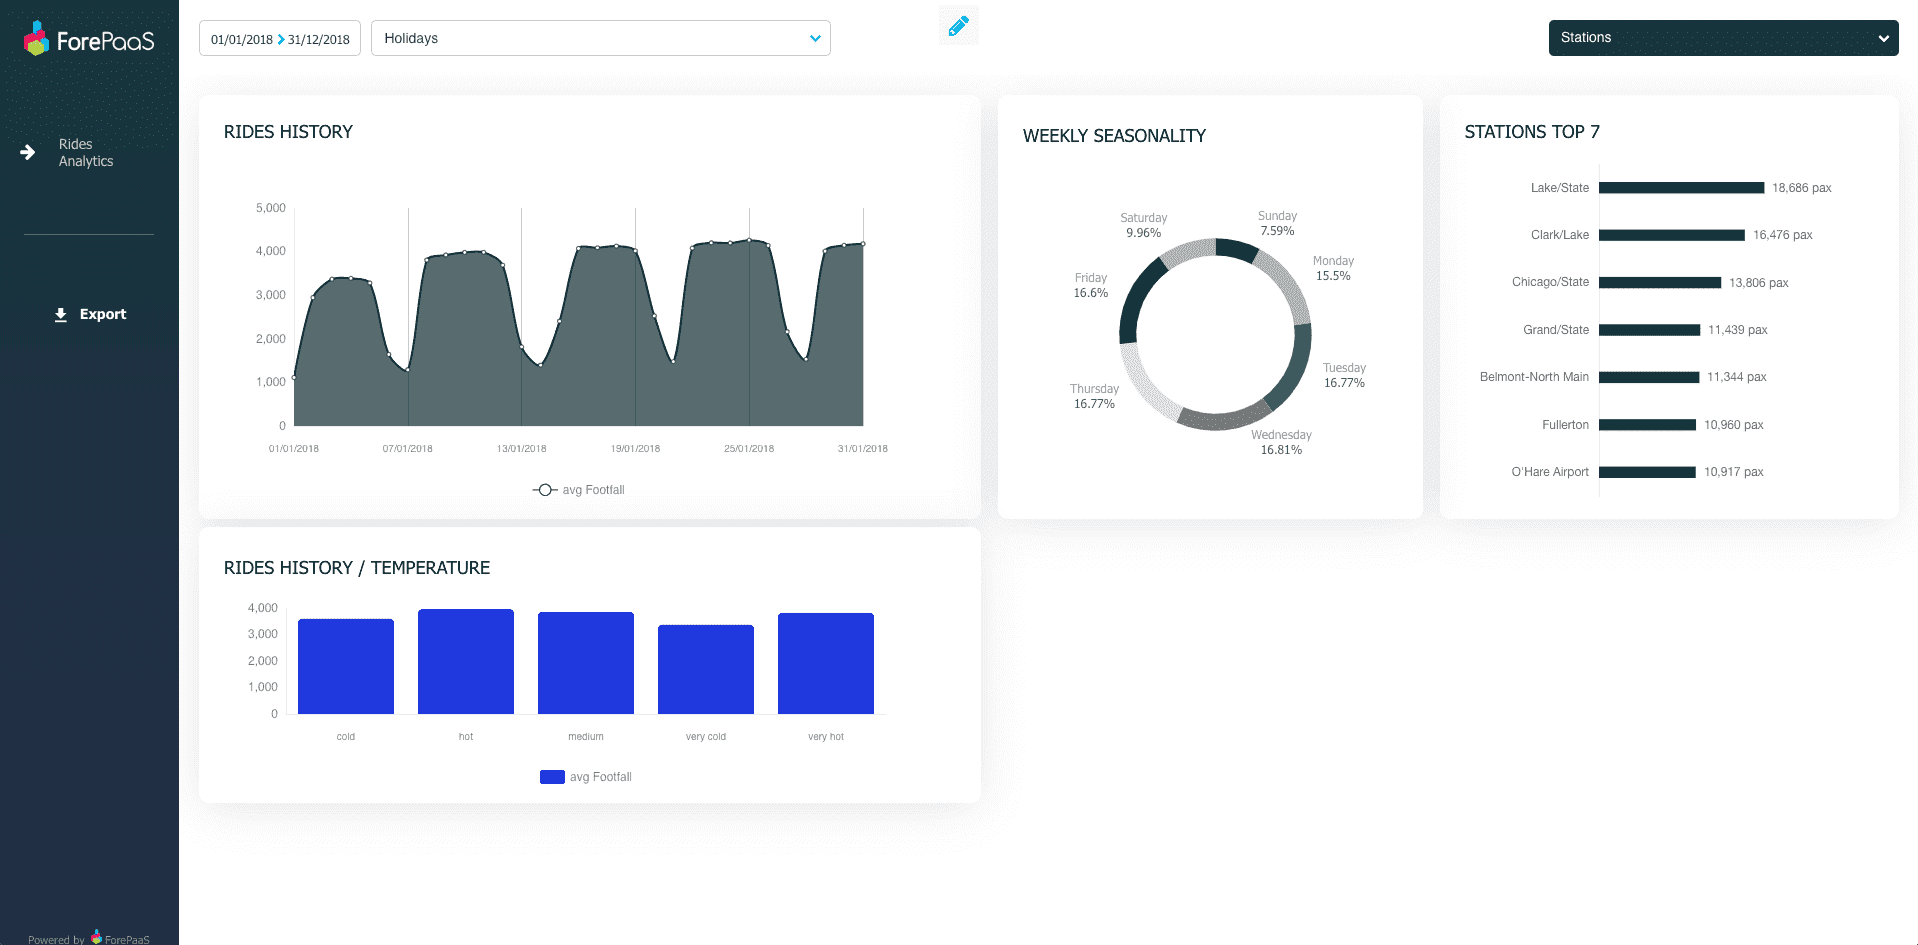 ForePaaS
01/01/2018 31/12/2018
Holidays
Stations
Rides
Analytics
Export
Powered by ForePaaS
RIDES HISTORY
5,000
4,000
3,000
2,000
1,000
0
01/01/2018
07/01/2018
13/01/2018
19/01/2018
25/01/2018
31/01/2018
avg Footfall
WEEKLY SEASONALITY
Saturday
9.96%
Sunday
7.59%
Monday
15.5%
Friday
16.6%
Tuesday
16.77%
Thursday
16.77%
Wednesday
16.81%
STATIONS TOP 7
Lake/State 18,686 pax
Clark/Lake 16,476 pax
Chicago/State 13,806 pax
Grand/State 11,439 pax
Belmont-North Main 11,344 pax
Fullerton 10,960 pax
O'Hare Airport 10,917 pax
RIDES HISTORY / TEMPERATURE
4,000
3,000
2,000
1,000
0
cold
hot
medium
very cold
very hot
avg Footfall